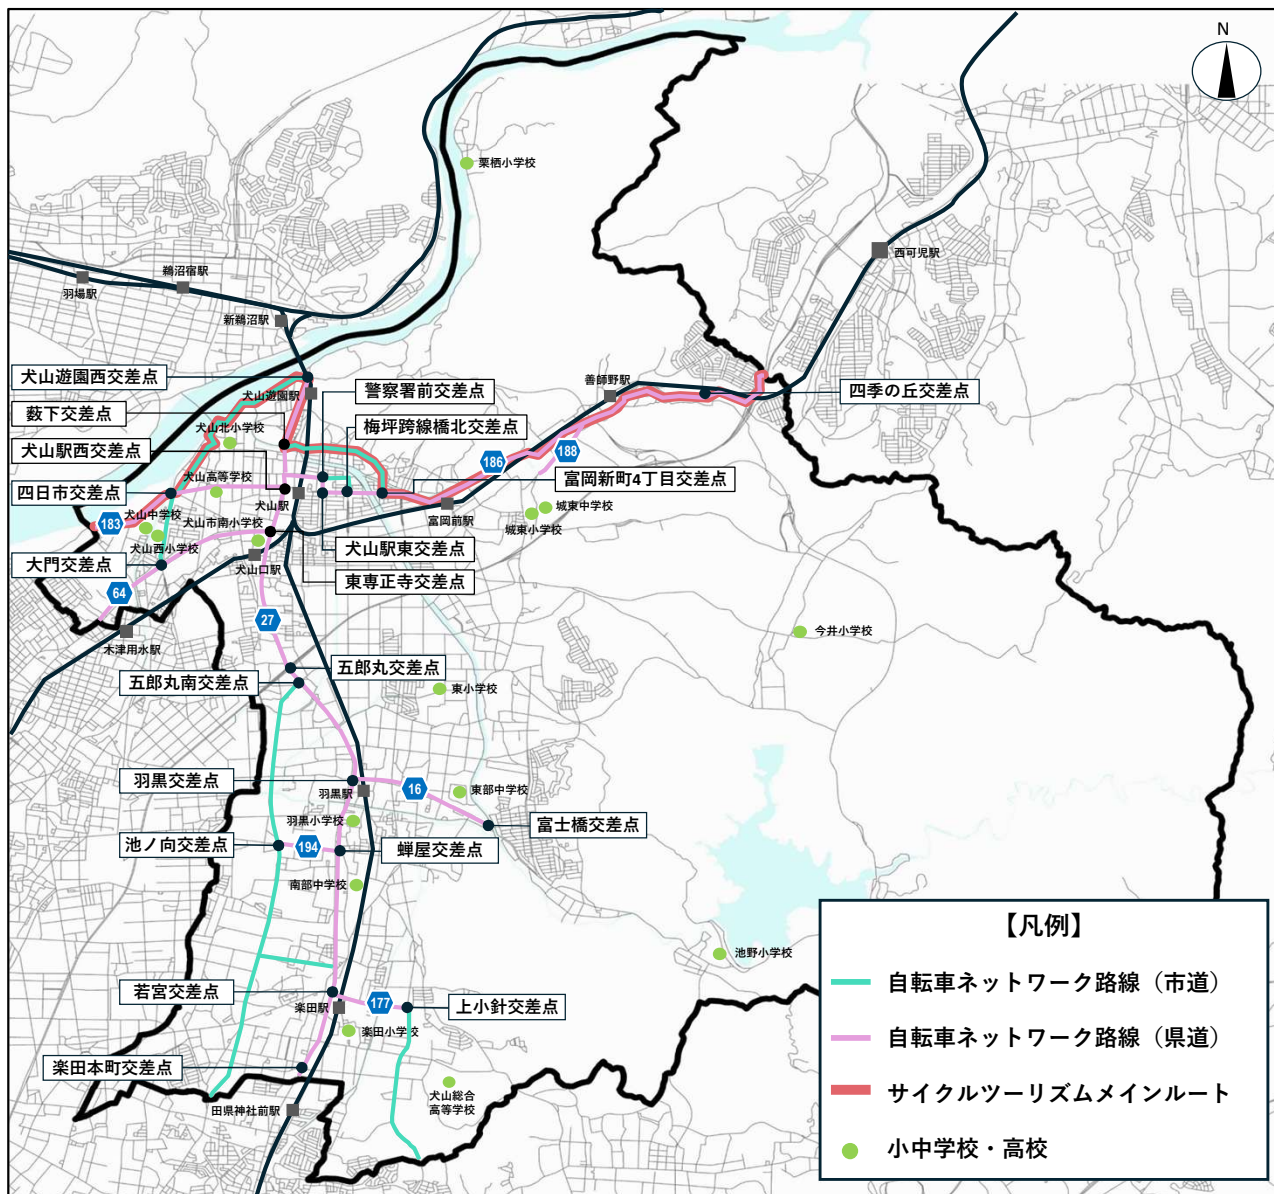 N
栗栖小学校
西可児駅
鵜沼宿駅
羽場駅
新鵜沼駅
犬山遊園西交差点
犬山遊園駅
警察署前交差点
善師野駅
四季の丘交差点
薮下交差点
犬山北小学校
梅坪跨線橋北交差点
犬山駅西交差点
186
188
犬山高等学校
富岡新町4丁目交差点
四日市交差点
犬山駅
富岡前駅
城東中学校
183
犬山中学校
犬山市南小学校
城東小学校
犬山西小学校
犬山駅東交差点
大門交差点
犬山口駅
東専正寺交差点
64
27
今井小学校
木津用水駅
五郎丸交差点
五郎丸南交差点
東小学校
羽黒交差点
羽黒駅
16
東部中学校
羽黒小学校
富士橋交差点
池ノ向交差点
194
蝉屋交差点
南部中学校
池野小学校
若宮交差点
楽田駅
177
上小針交差点
楽田小学校
楽田本町交差点
犬山総合
高等学校
田県神社前駅
【凡例】
自転車ネットワーク路線（市道）
自転車ネットワーク路線（県道）
サイクルツーリズムメインルート
小中学校・高校